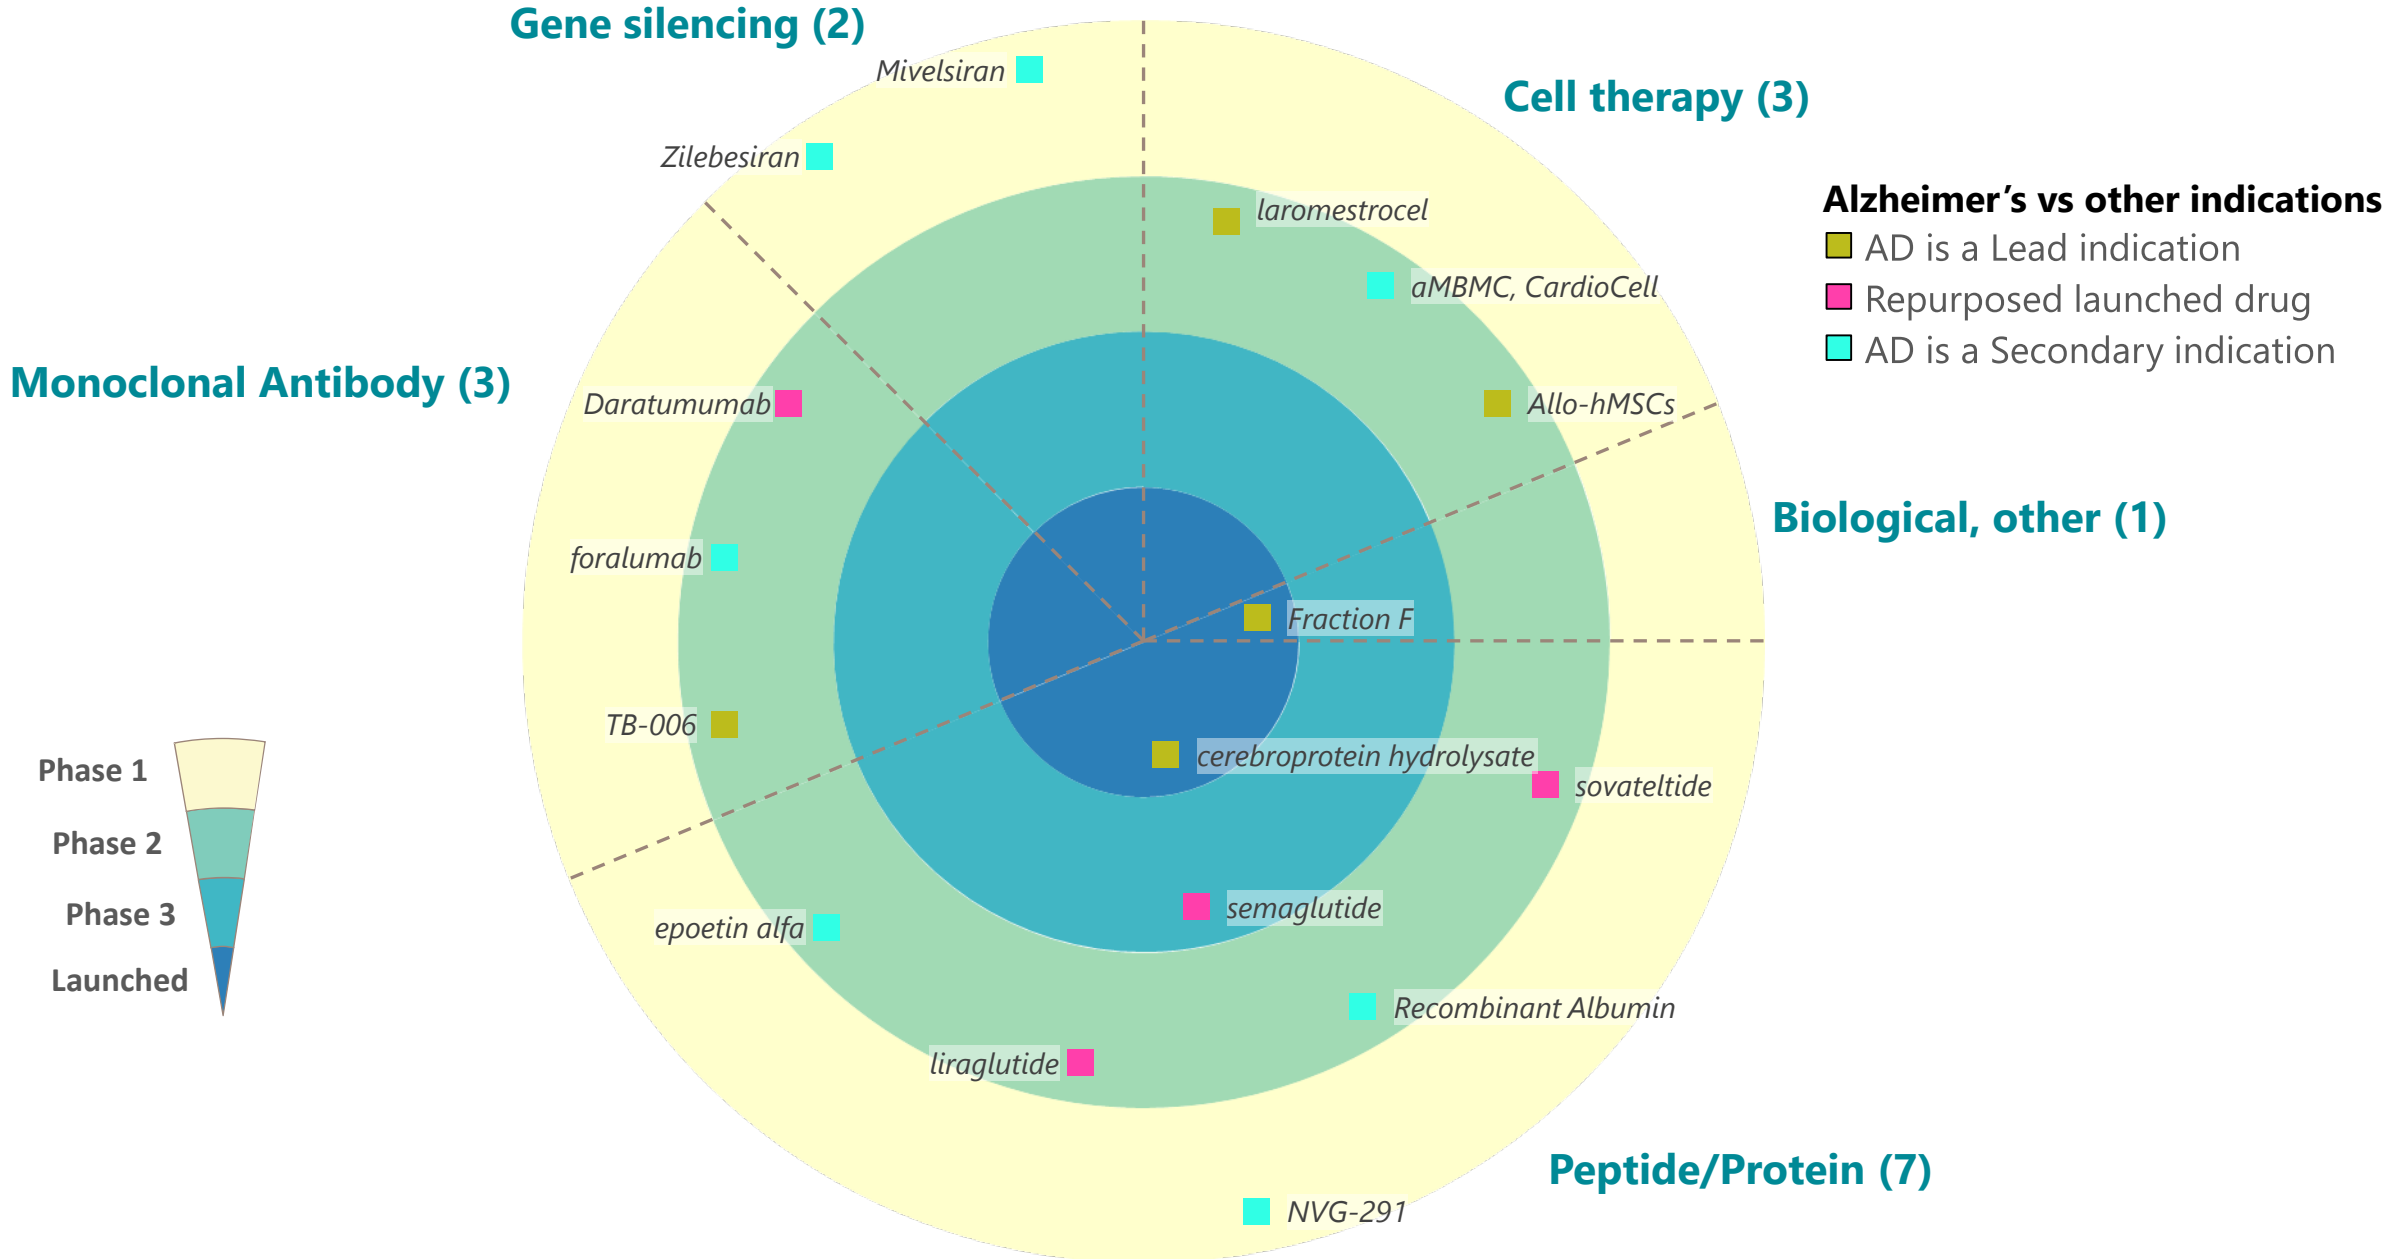 Gene silencing (2)
Mivelsiran
Cell therapy (3)
Zilebesiran
laromestrocel
Alzheimer’s vs other indications
AD is a Lead indication
Repurposed launched drug
AD is a Secondary indication
aMBMC, CardioCell
Monoclonal Antibody (3)
Daratumumab
Allo-hMSCs
Biological, other (1)
foralumab
Fraction F
TB-006
cerebroprotein hydrolysate
sovateltide
Phase 1
Phase 2
Phase 3
Launched
semaglutide
epoetin alfa
Recombinant Albumin
liraglutide
Peptide/Protein (7)
NVG-291